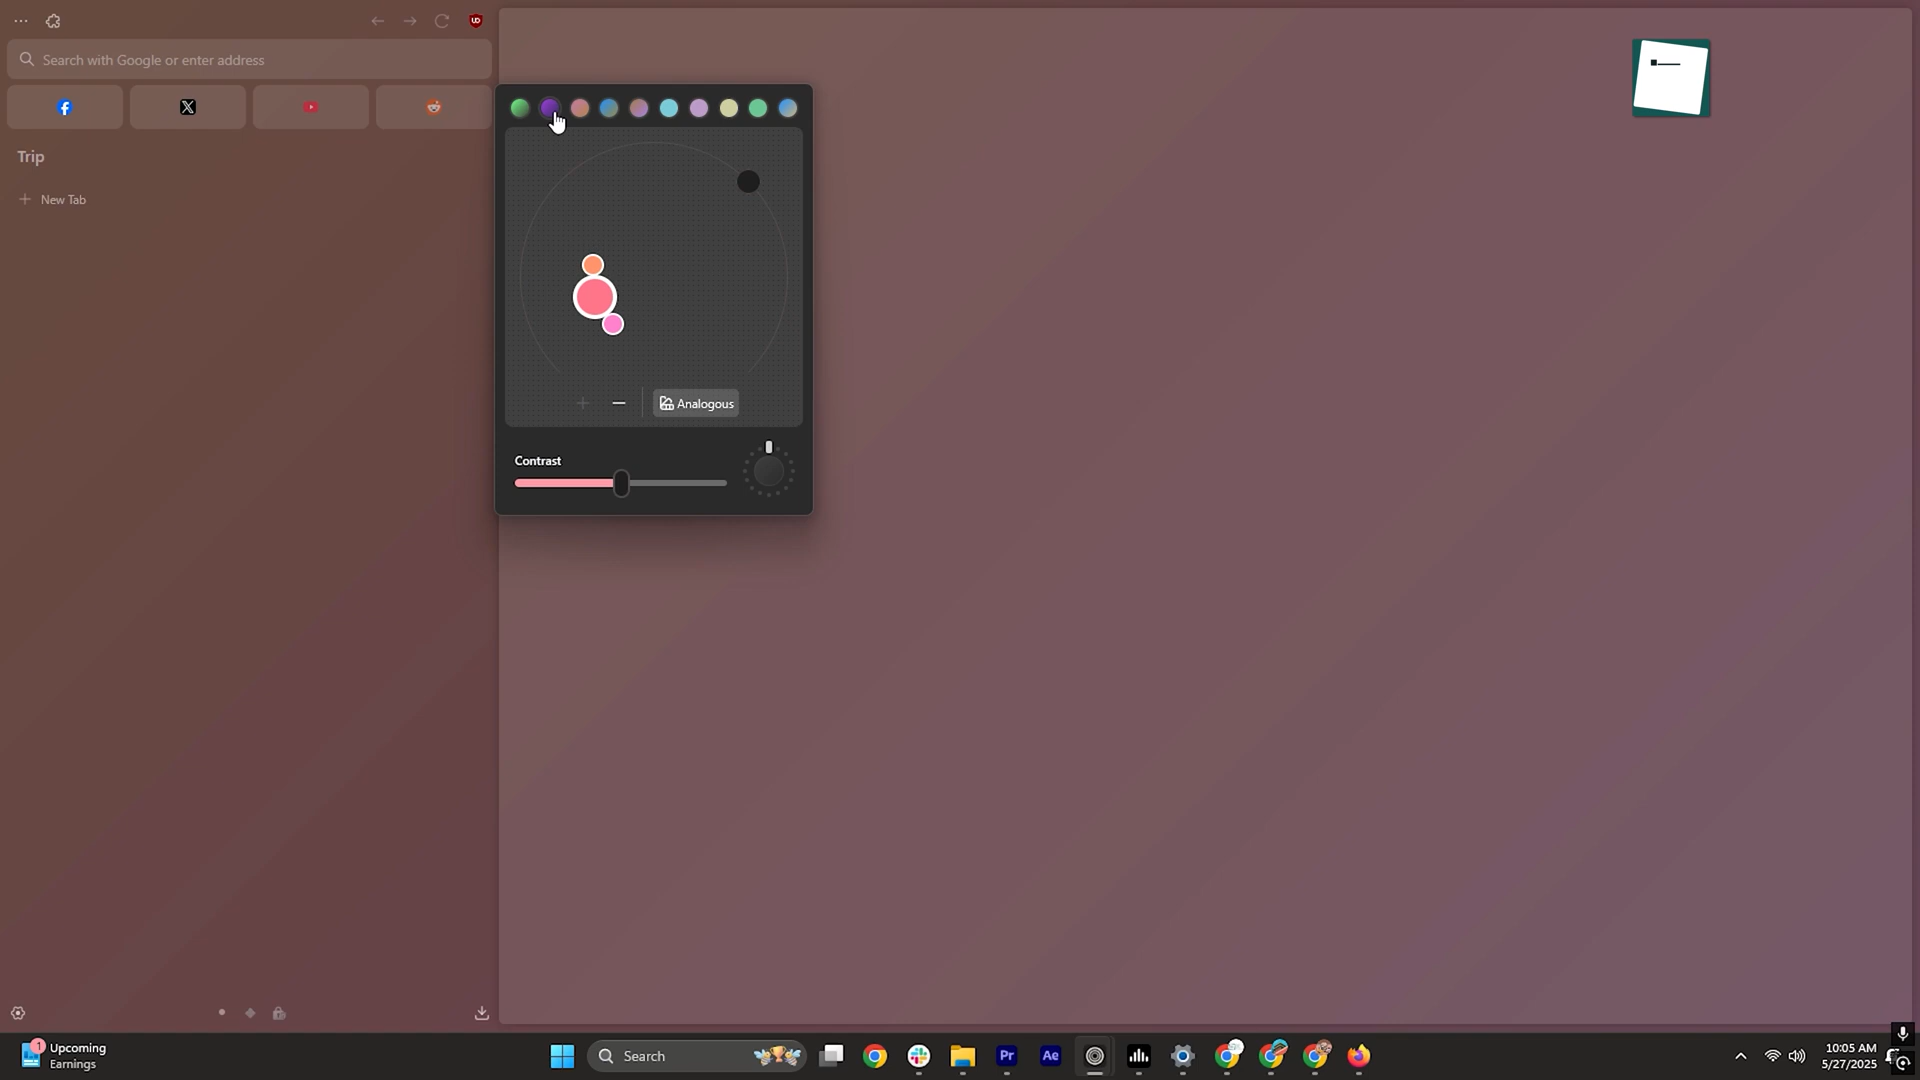 Search with Google or enter address
Trip
New Tab
Analogous
Contrast
1
Upcoming
Earnings
Search
Pr
Ae
10:05 AM
5/27/2025